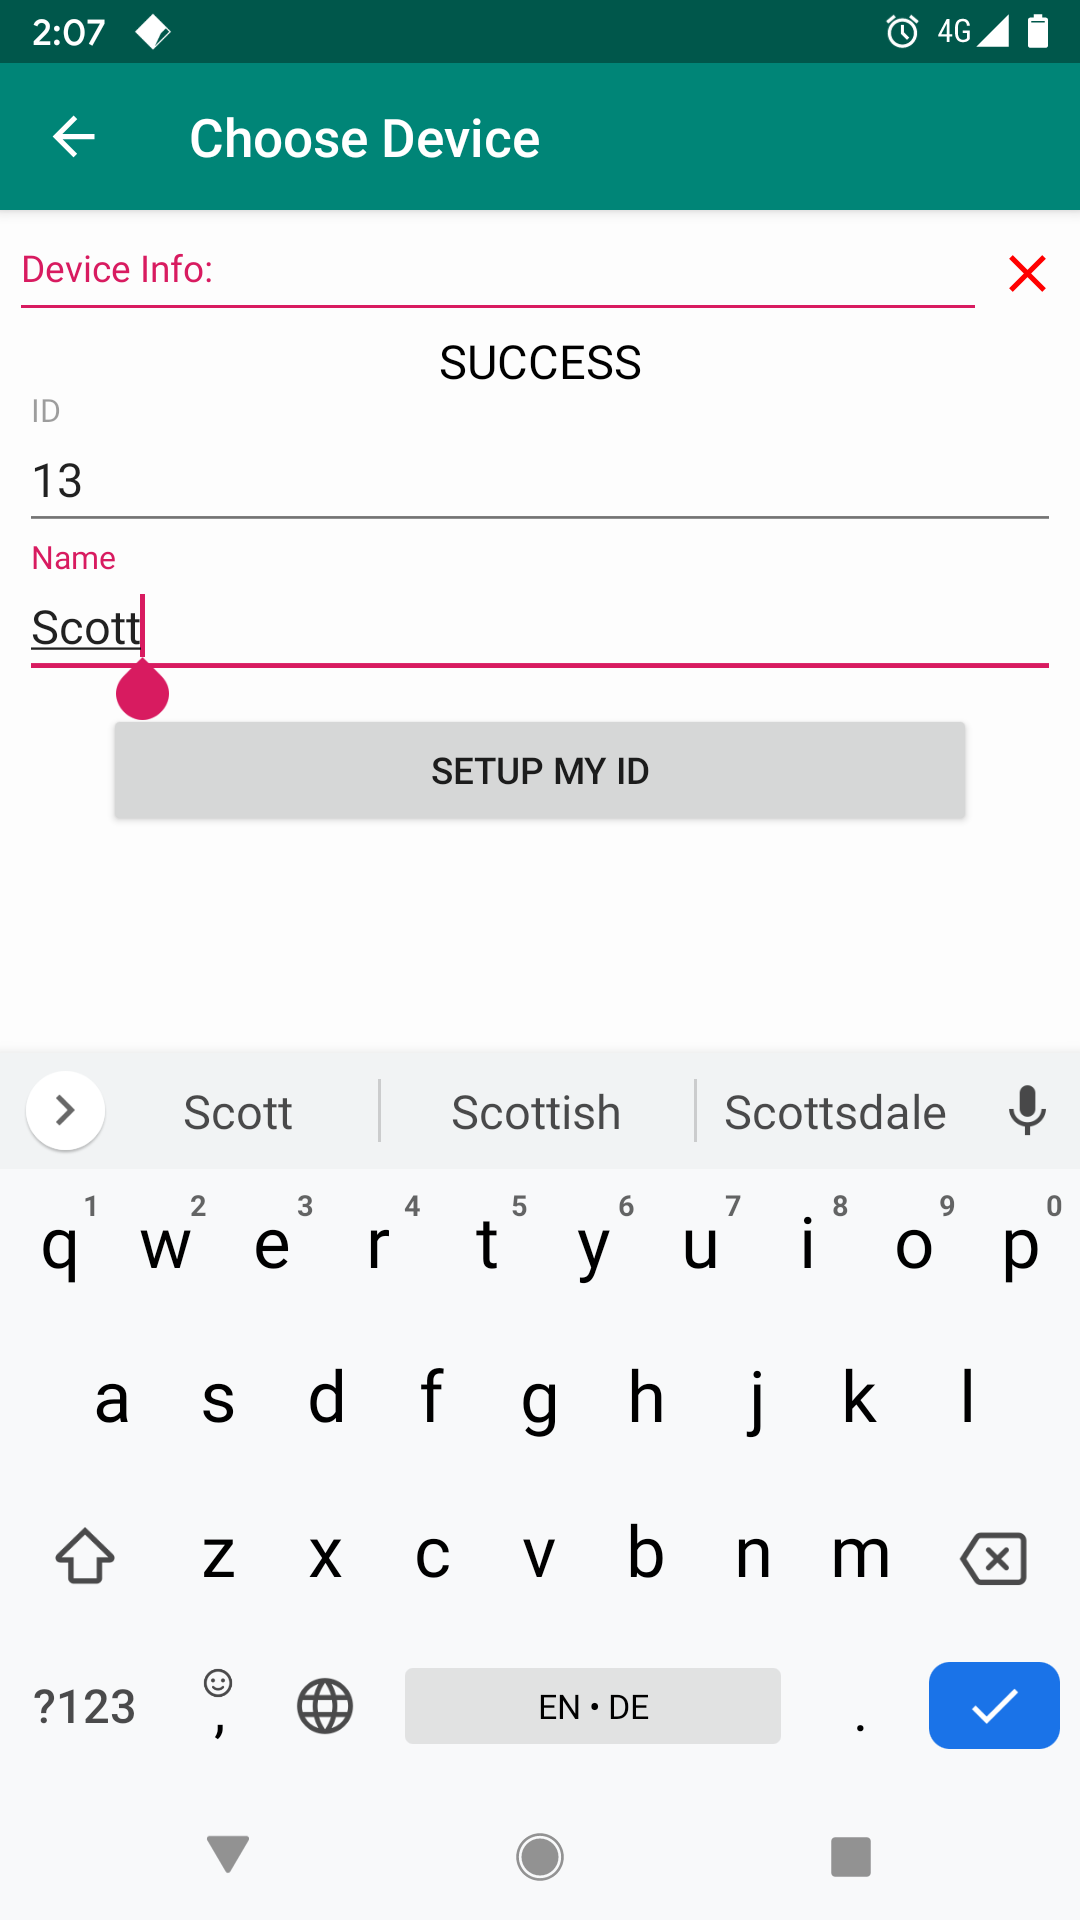 2:07 4G
Choose Device
Device Info:
SUCCESS
ID
13
Name
Scott
SETUP MY ID
Scott Scottish Scottsdale
1 2 3 4 5 6 7 8 9 0
q w e r t y u i o p
a s d f g h j k l
z x c v b n m
?123 , EN • DE .